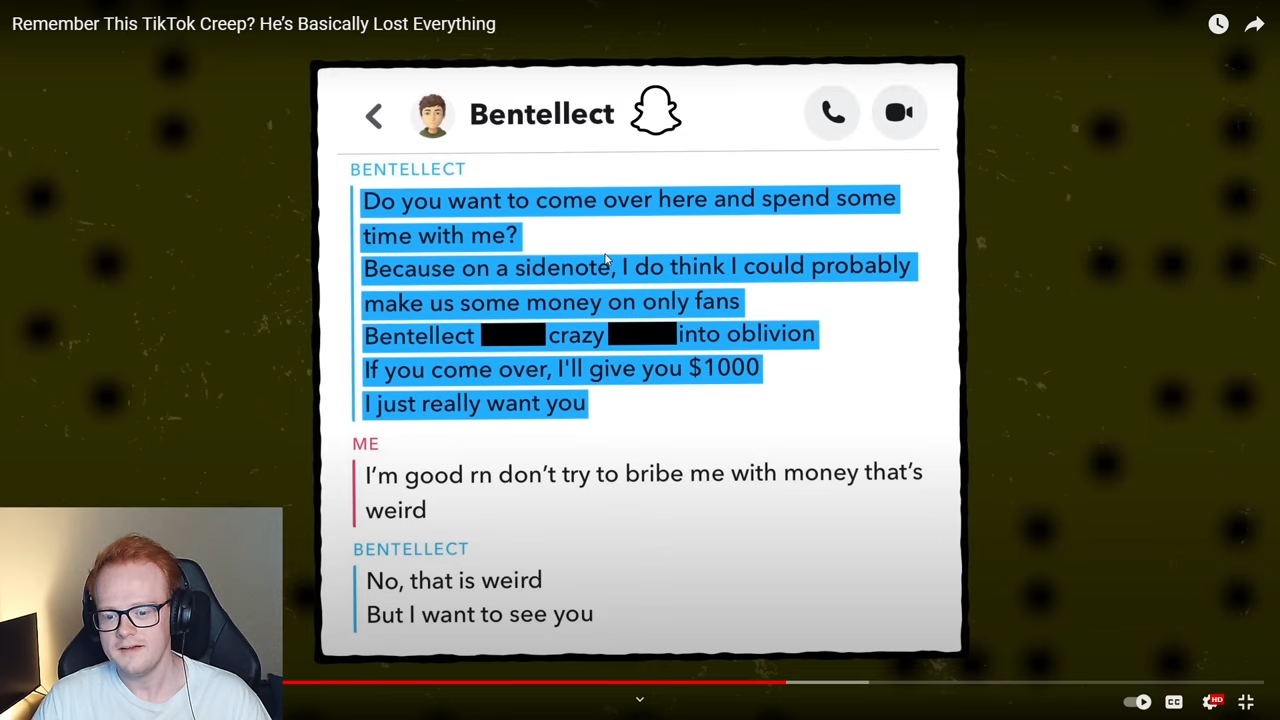 Remember This TikTok Creep? He’s Basically Lost Everything
Bentellect
BENTELLECT
Do you want to come over here and spend some
time with me?
Because on a sidenote, I do think I could probably
make us some money on only fans
Bentellect crazy into oblivion
If you come over, I'll give you $1000
I just really want you
ME
I’m good rn don’t try to bribe me with money that’s
weird
BENTELLECT
No, that is weird
But I want to see you
CC
HD